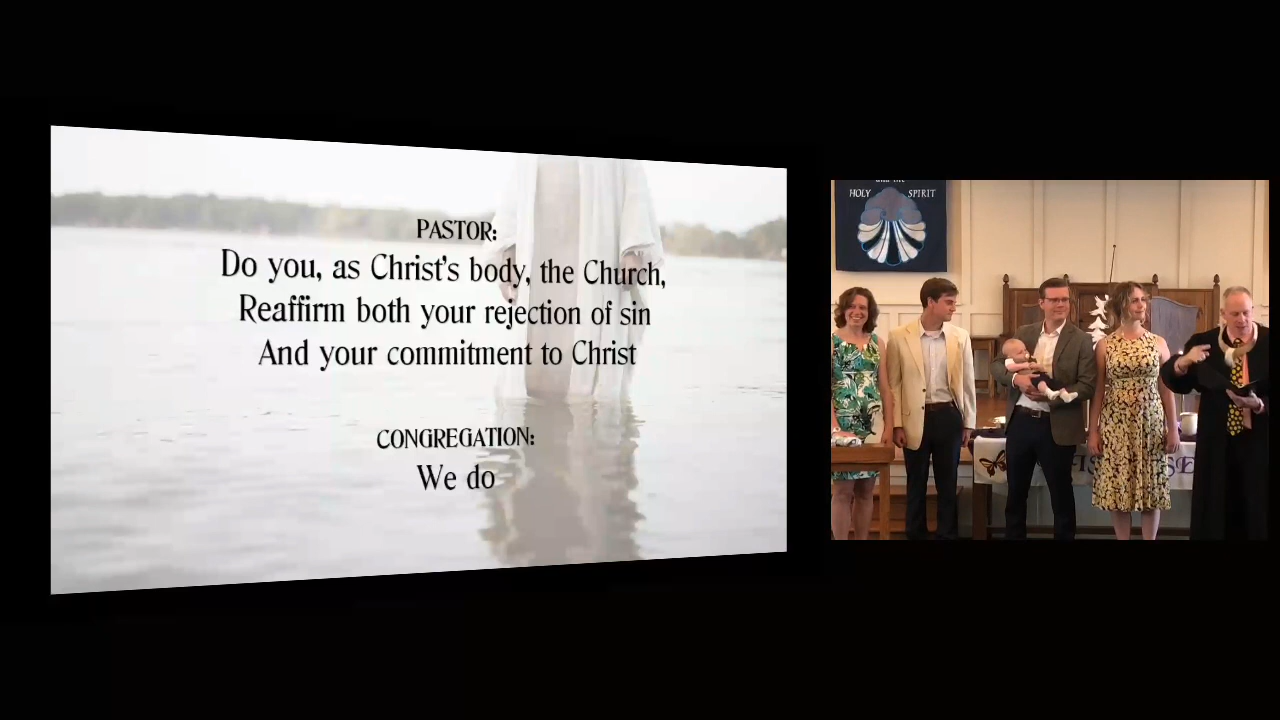 PASTOR:
Do you, as Christ's body, the Church,
Reaffirm both your rejection of sin
And your commitment to Christ
CONGREGATION:
We do
HOLY SPIRIT